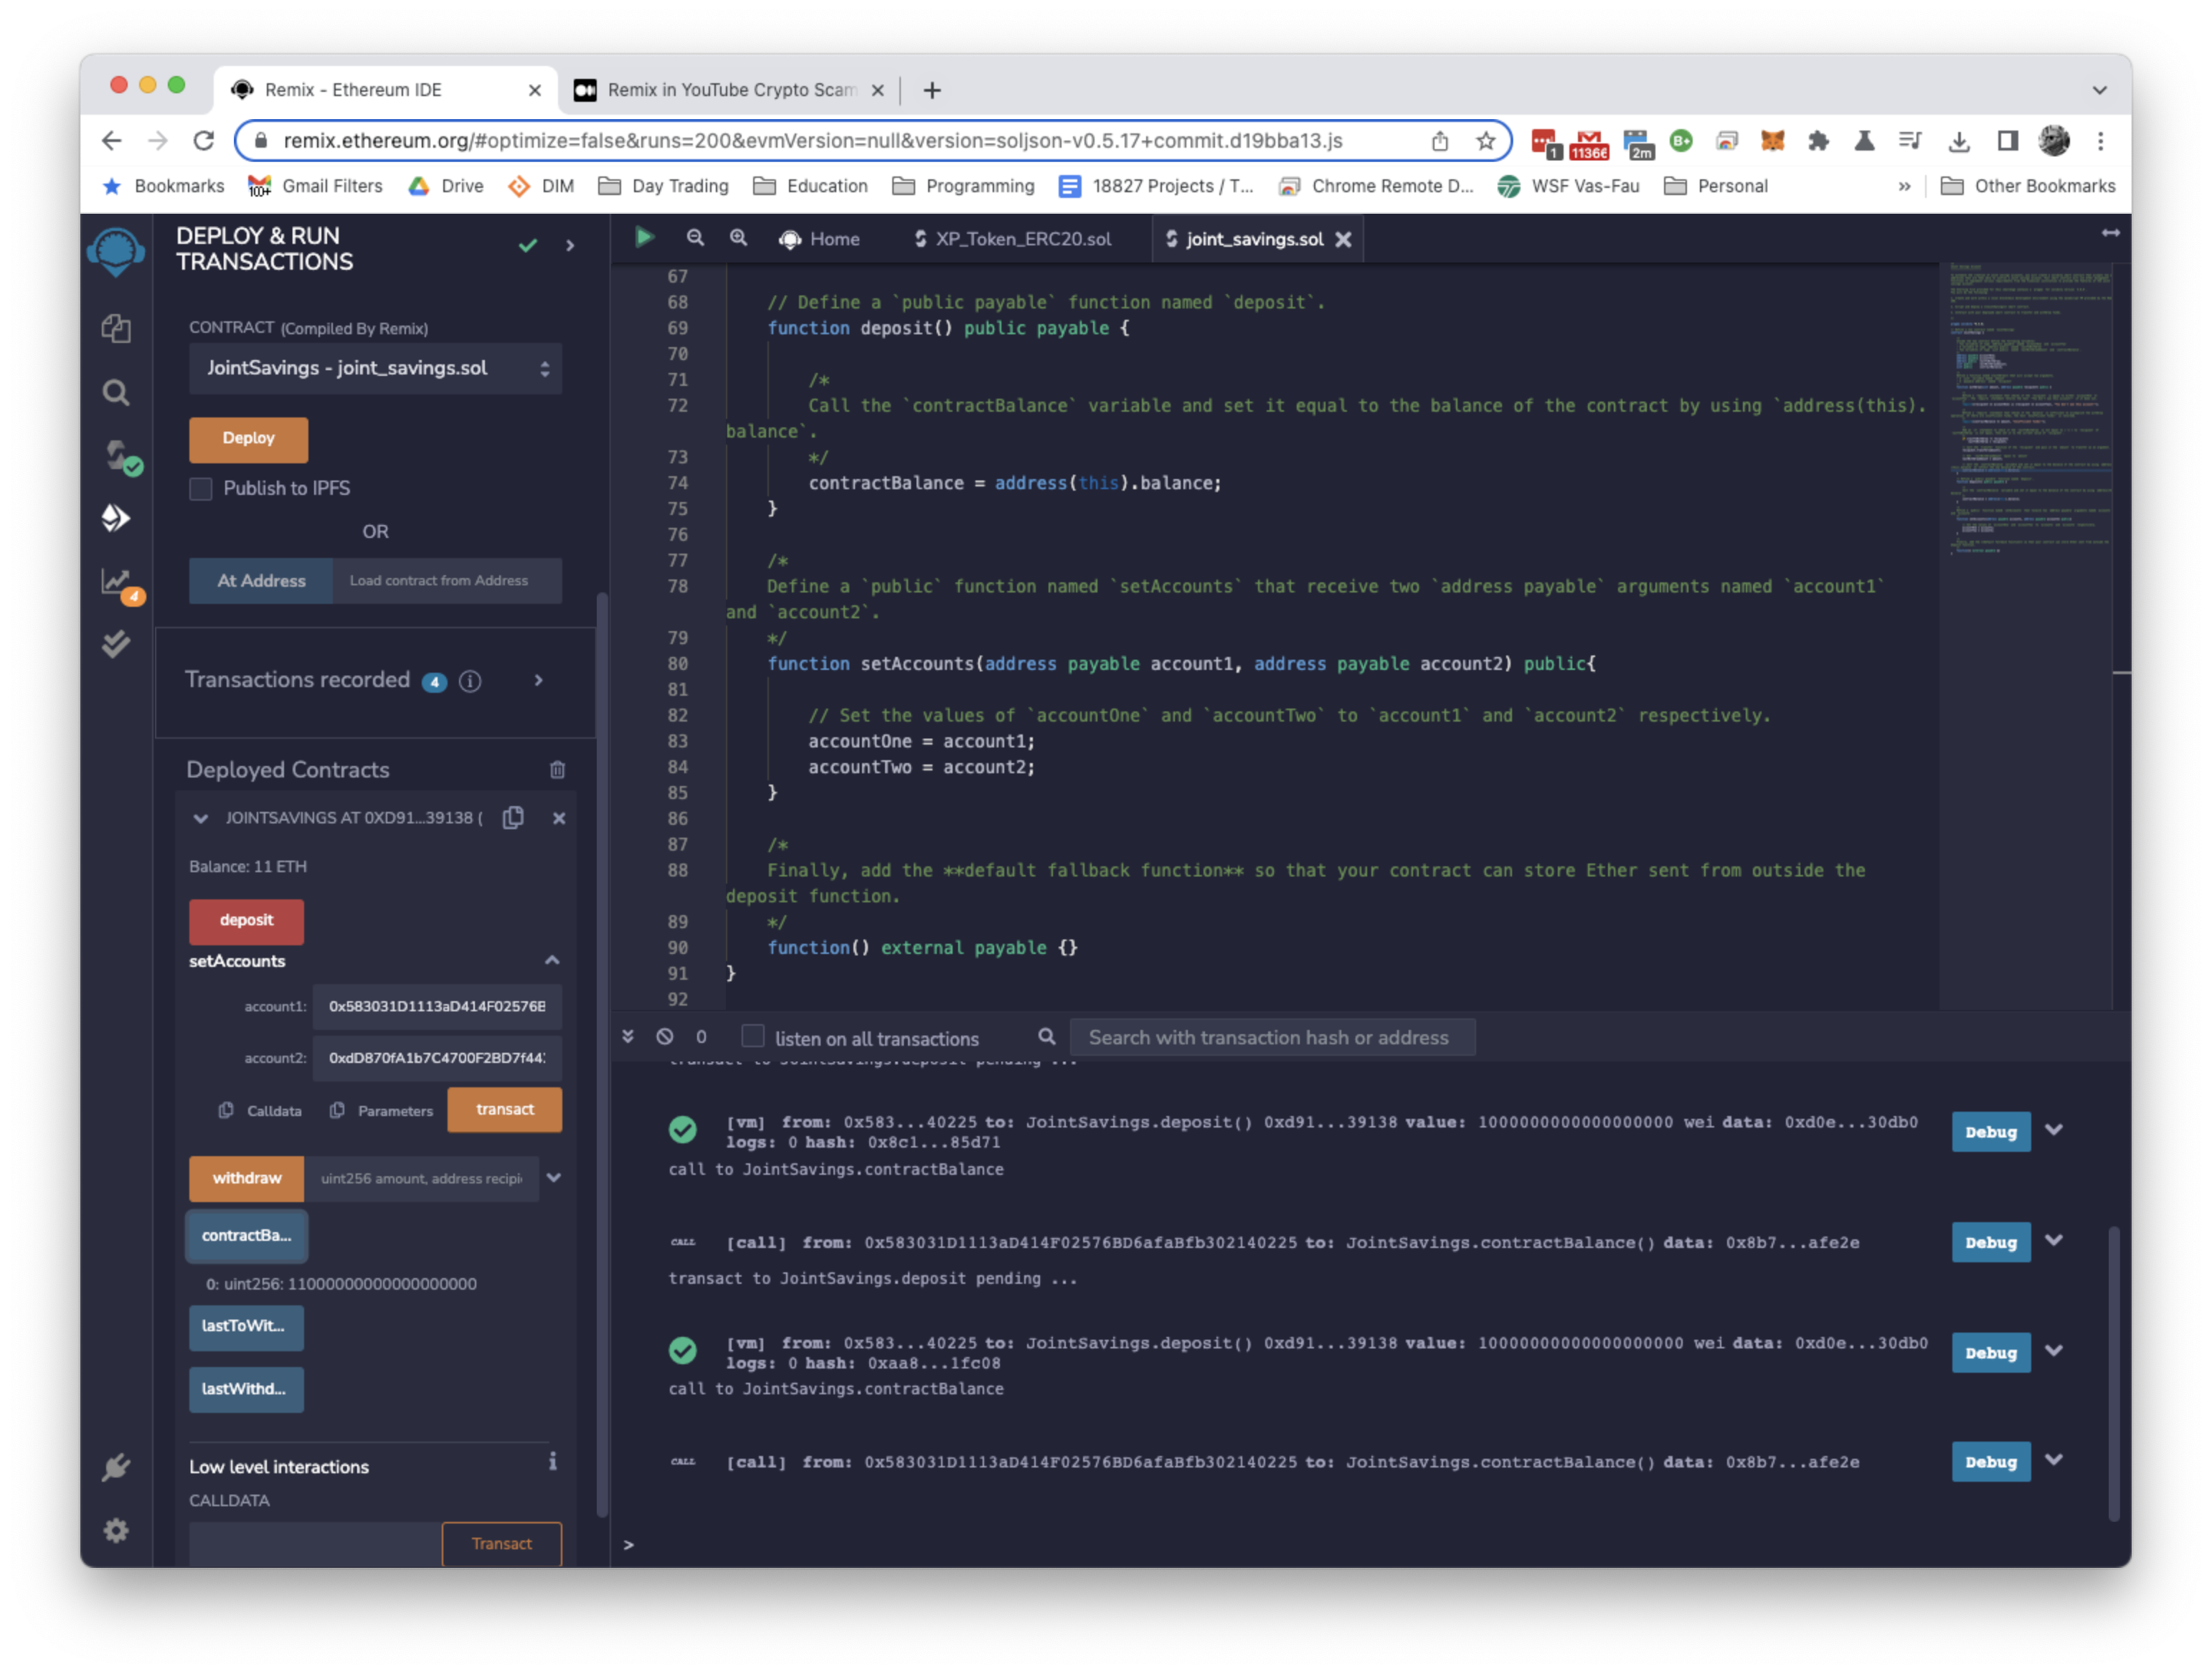 Remix - Ethereum IDE
Remix in YouTube Crypto Scam
remix.ethereum.org/#optimize=false&runs=200&evmVersion=null&version=soljson-v0.5.17+commit.d19bba13.js
1
1136
2m
B+
Bookmarks
100+
Gmail Filters
Drive
DIM
Day Trading
Education
Programming
18827 Projects / T...
Chrome Remote D...
WSF Vas-Fau
Personal
»
Other Bookmarks
DEPLOY & RUN
TRANSACTIONS
CONTRACT (Compiled By Remix)
JointSavings - joint_savings.sol
Deploy
Publish to IPFS
OR
At Address
Load contract from Address
4
Transactions recorded 4 i
Deployed Contracts
JOINTSAVINGS AT 0XD91...39138 (
Balance: 11 ETH
deposit
setAccounts
account1: 0x583031D1113aD414F02576B
account2: 0xdD870fA1b7C4700F2BD7f44
Calldata
Parameters
transact
withdraw
uint256 amount, address recipi
contractBa...
0: uint256: 11000000000000000000
lastToWit...
lastWithd...
Low level interactions
i
CALLDATA
Transact
Home
XP_Token_ERC20.sol
joint_savings.sol
67
68 // Define a `public payable` function named `deposit`.
69 function deposit() public payable {
70
71 /*
72 Call the `contractBalance` variable and set it equal to the balance of the contract by using `address(this).
balance`.
73 */
74 contractBalance = address(this).balance;
75 }
76
77 /*
78 Define a `public` function named `setAccounts` that receive two `address payable` arguments named `account1`
and `account2`.
79 */
80 function setAccounts(address payable account1, address payable account2) public{
81
82 // Set the values of `accountOne` and `accountTwo` to `account1` and `account2` respectively.
83 accountOne = account1;
84 accountTwo = account2;
85 }
86
87 /*
88 Finally, add the **default fallback function** so that your contract can store Ether sent from outside the
deposit function.
89 */
90 function() external payable {}
91 }
92
0
listen on all transactions
Search with transaction hash or address
transact to JointSavings.deposit pending ...
[vm] from: 0x583...40225 to: JointSavings.deposit() 0xd91...39138 value: 1000000000000000000 wei data: 0xd0e...30db0
logs: 0 hash: 0x8c1...85d71
Debug
call to JointSavings.contractBalance
CALL [call] from: 0x583031D1113aD414F02576BD6afaBfb302140225 to: JointSavings.contractBalance() data: 0x8b7...afe2e
Debug
transact to JointSavings.deposit pending ...
[vm] from: 0x583...40225 to: JointSavings.deposit() 0xd91...39138 value: 10000000000000000000 wei data: 0xd0e...30db0
logs: 0 hash: 0xaa8...1fc08
Debug
call to JointSavings.contractBalance
CALL [call] from: 0x583031D1113aD414F02576BD6afaBfb302140225 to: JointSavings.contractBalance() data: 0x8b7...afe2e
Debug
>